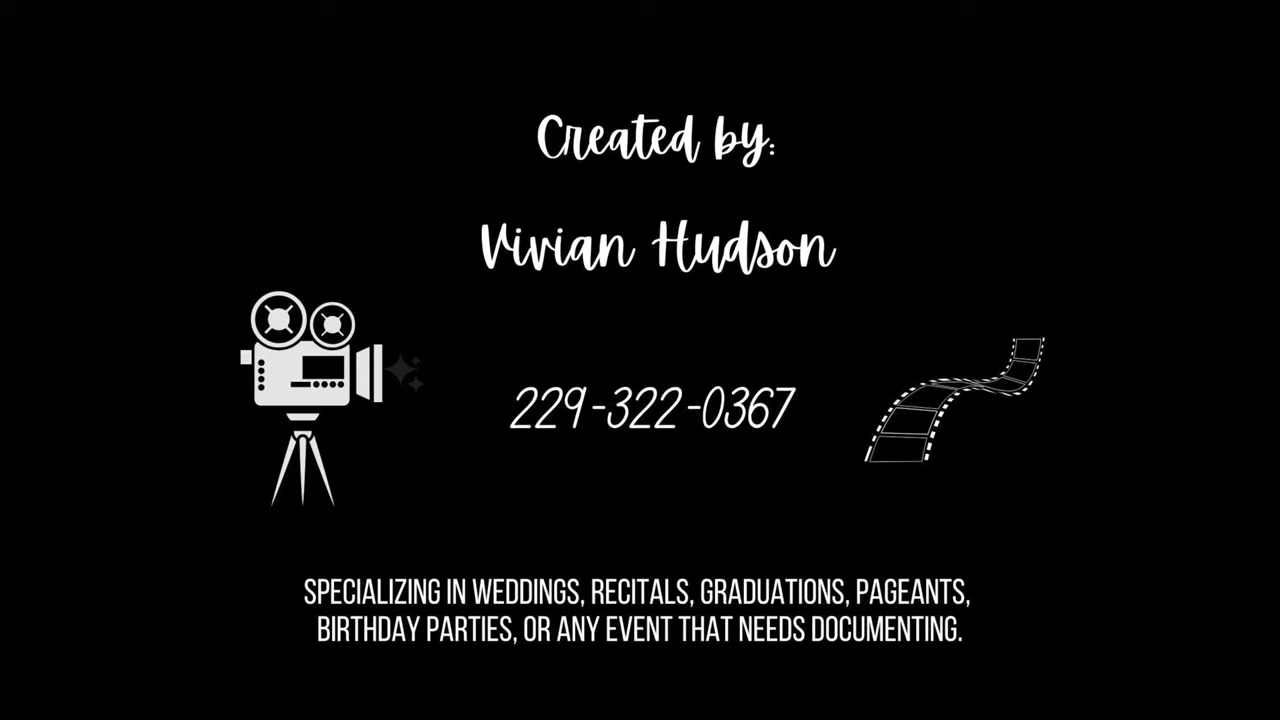 Created by:
Vivian Hudson
229-322-0367
SPECIALIZING IN WEDDINGS, RECITALS, GRADUATIONS, PAGEANTS,
BIRTHDAY PARTIES, OR ANY EVENT THAT NEEDS DOCUMENTING.